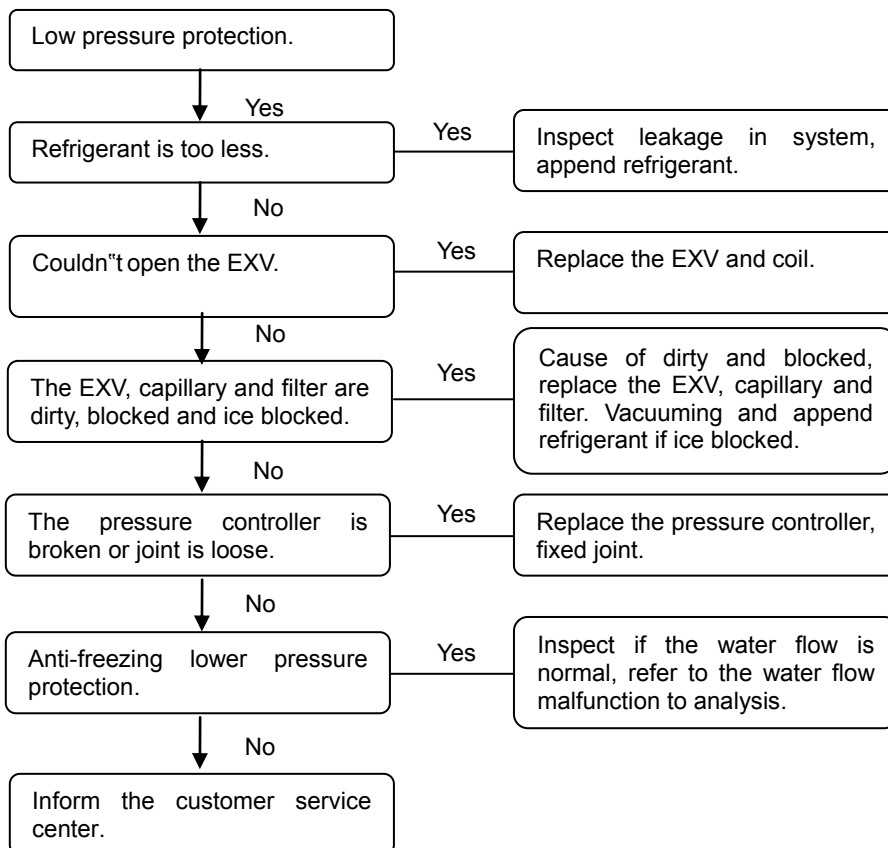 Low pressure protection.
Yes
Refrigerant is too less.
Yes
Inspect leakage in system,
append refrigerant.
No
Couldn‟t open the EXV.
Yes
Replace the EXV and coil.
No
The EXV, capillary and filter are
dirty, blocked and ice blocked.
Yes
Cause of dirty and blocked,
replace the EXV, capillary and
filter. Vacuuming and append
refrigerant if ice blocked.
No
The pressure controller is
broken or joint is loose.
Yes
Replace the pressure controller,
fixed joint.
No
Anti-freezing lower pressure
protection.
Yes
Inspect if the water flow is
normal, refer to the water flow
malfunction to analysis.
No
Inform the customer service
center.